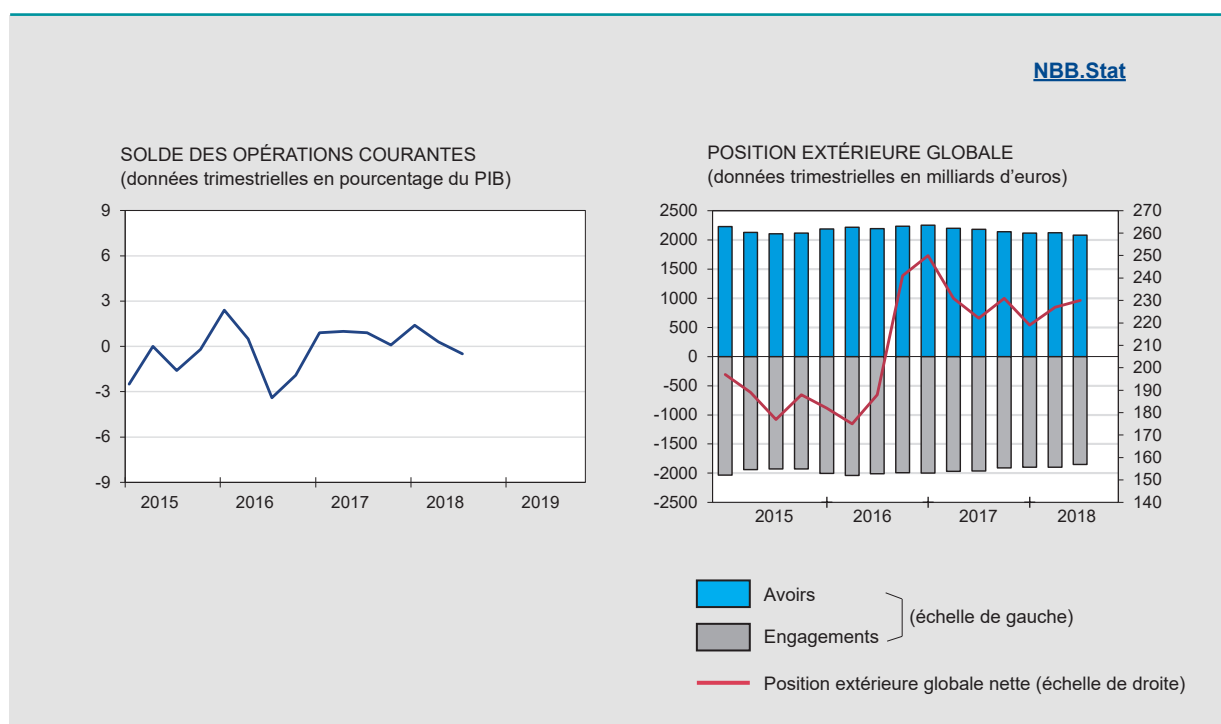 NBB.Stat
SOLDE DES OPÉRATIONS COURANTES
(données trimestrielles en pourcentage du PIB)
9
6
3
0
-3
-6
-9
2015 2016 2017 2018 2019
POSITION EXTÉRIEURE GLOBALE
(données trimestrielles en milliards d’euros)
2500
2000
1500
1000
500
0
-500
-1000
-1500
-2000
-2500
270
260
250
240
230
220
210
200
190
180
170
160
150
140
2015 2016 2017 2018
Avoirs
Engagements
(échelle de gauche)
Position extérieure globale nette (échelle de droite)